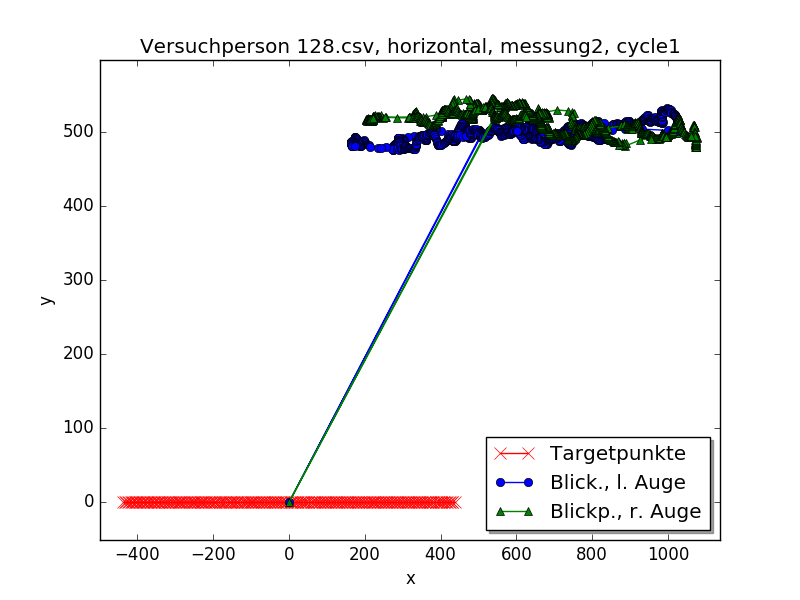 Versuchperson 128.csv, horizontal, messung2, cycle1
y
500
400
300
200
100
0
−400 −200 0 200 400 600 800 1000
x
Targetpunkte
Blick., l. Auge
Blickp., r. Auge